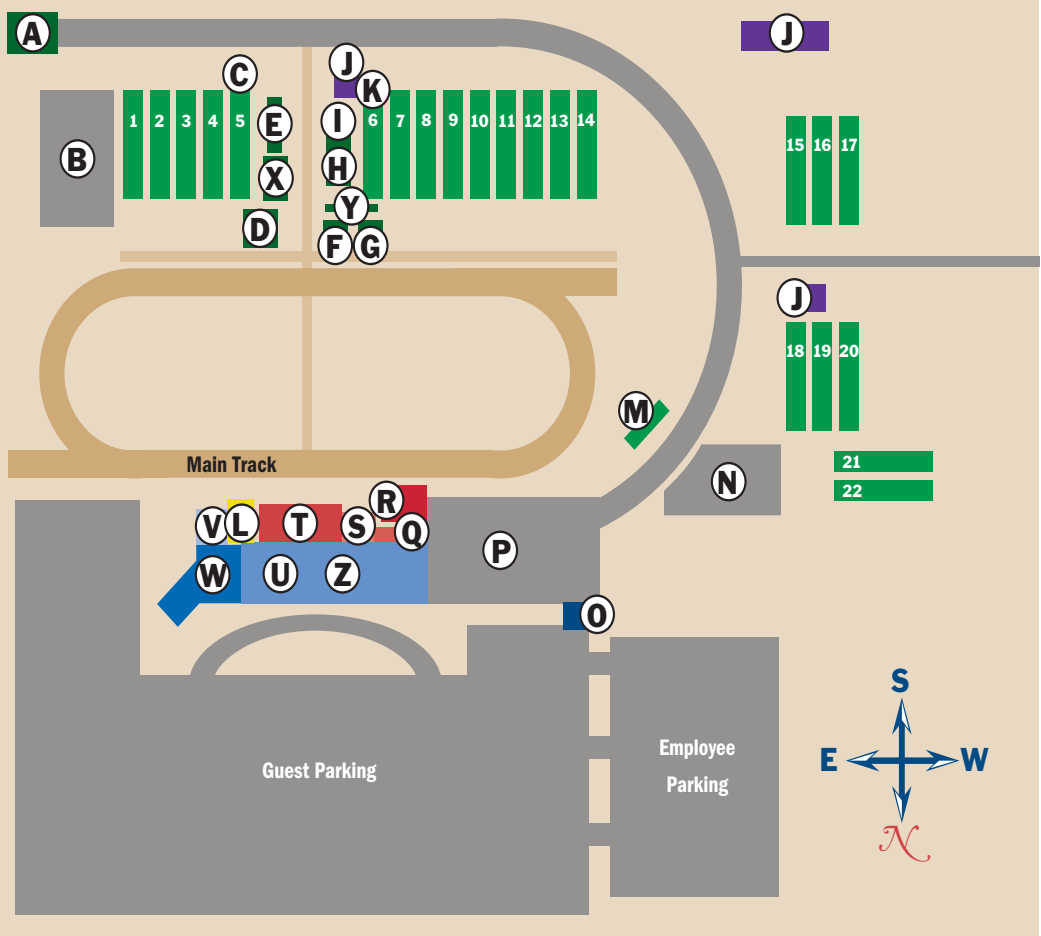 A
J
J
C
K
1
2
3
4
5
E
I
6
7
8
9
10
11
12
13
14
B
15
16
17
H
X
Y
D
F
G
J
18
19
20
M
Main Track
21
22
N
R
V
L
T
S
Q
P
W
U
Z
O
S
E
W
N
Guest Parking
Employee
Parking